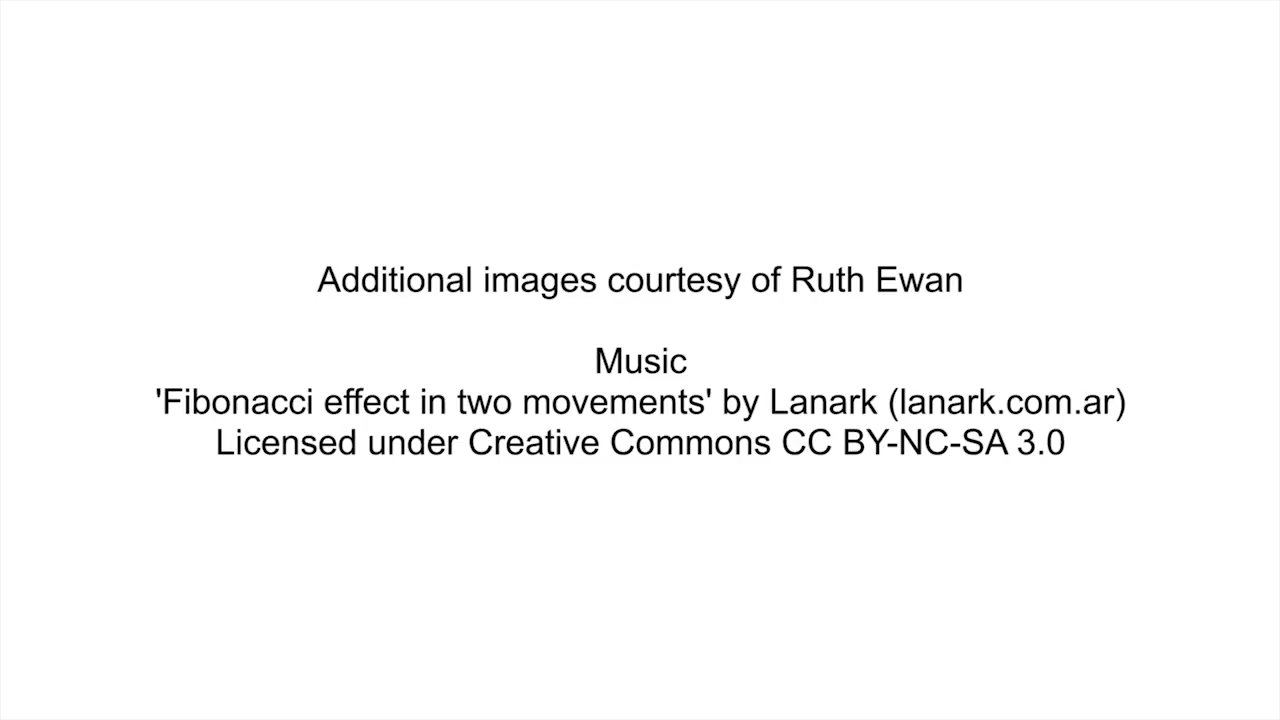 Additional images courtesy of Ruth Ewan
Music
'Fibonacci effect in two movements' by Lanark (lanark.com.ar)
Licensed under Creative Commons CC BY-NC-SA 3.0